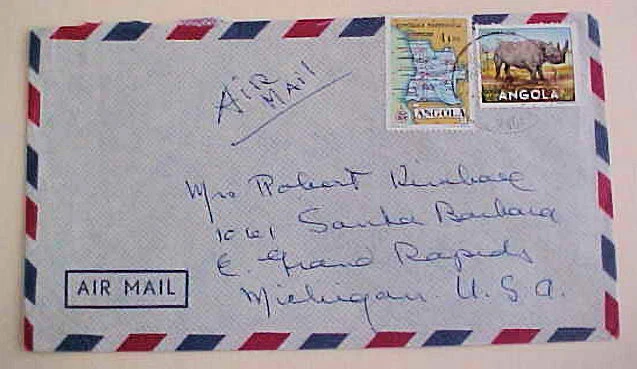 AIR
MAIL
ANGOLA
ANGOLA
Mrs Robert
1061 Santa Barbara
E. Grand Rapids
Michigan. U.S.A.
AIR MAIL